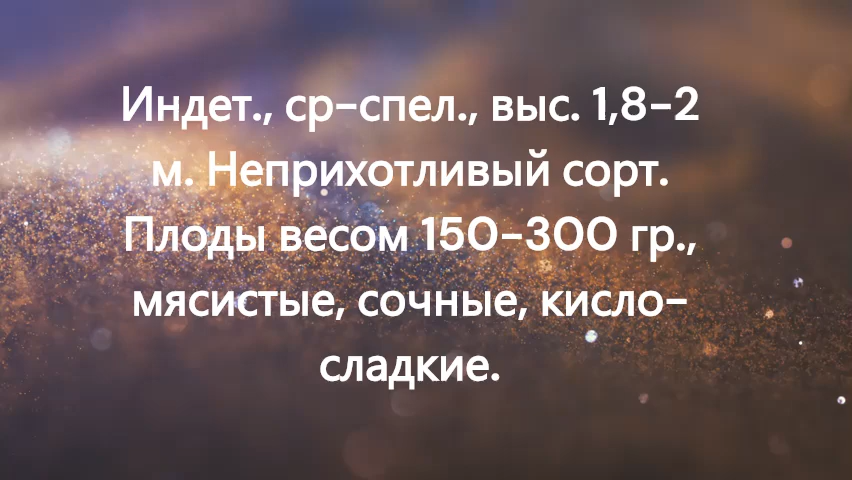 Индет., ср-спел., выс. 1,8-2
м. Неприхотливый сорт.
Плоды весом 150-300 гр.,
мясистые, сочные, кисло-
сладкие.